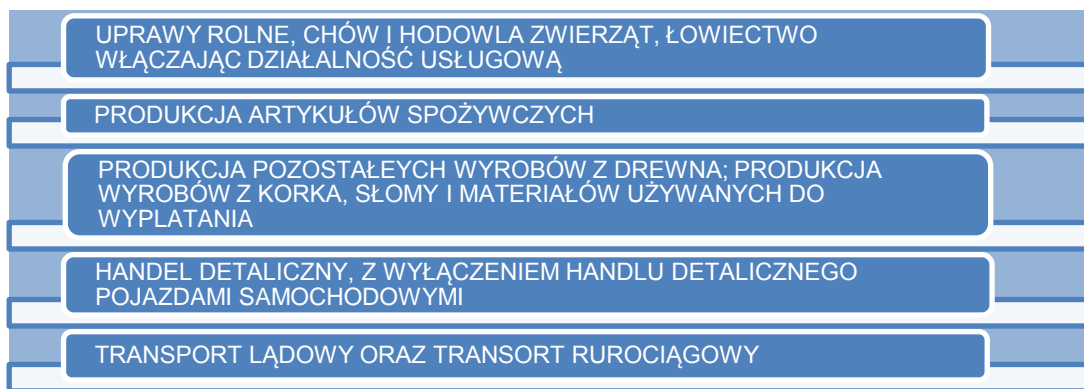 UPRAWY ROLNE, CHÓW I HODOWLA ZWIERZĄT, ŁOWIECTWO
WŁĄCZAJĄC DZIAŁALNOŚĆ USŁUGOWĄ
PRODUKCJA ARTYKUŁÓW SPOŻYWCZYCH
PRODUKCJA POZOSTAŁEYCH WYROBÓW Z DREWNA; PRODUKCJA
WYROBÓW Z KORKA, SŁOMY I MATERIAŁÓW UŻYWANYCH DO
WYPLATANIA
HANDEL DETALICZNY, Z WYŁĄCZENIEM HANDLU DETALICZNEGO
POJAZDAMI SAMOCHODOWYMI
TRANSPORT LĄDOWY ORAZ TRANSORT RUROCIĄGOWY